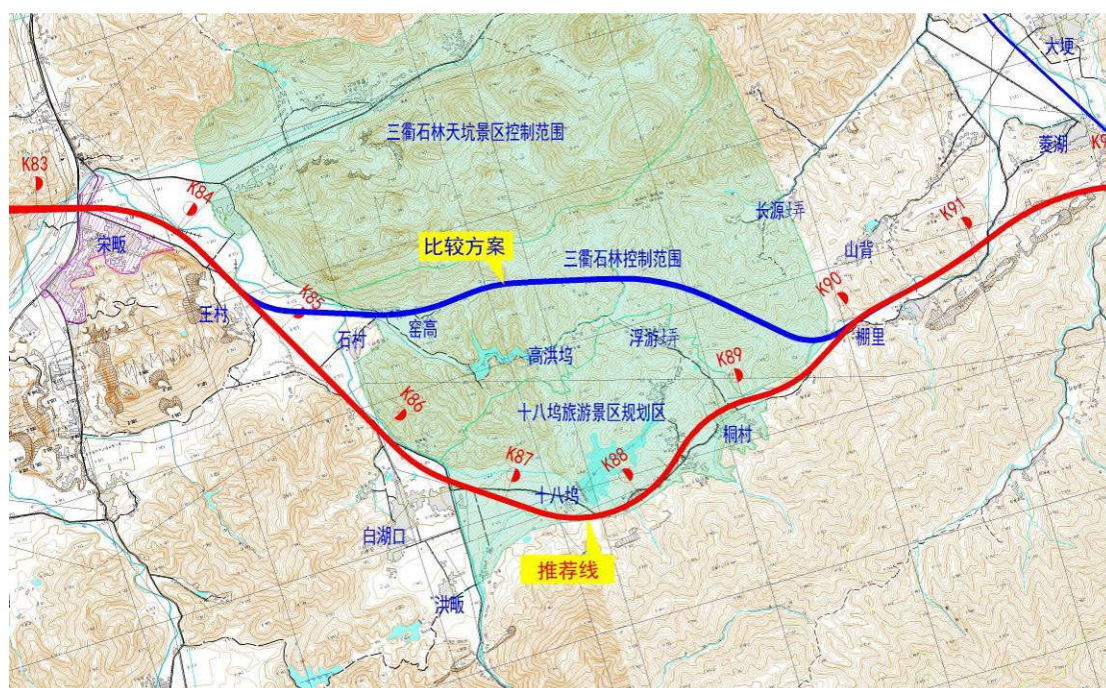 大埂
三衢石林天坑景区控制范围
菱湖
K83
K9
K84
长源弄
K91
宋畈
比较方案
三衢石林控制范围
山背
K90
王村
K85
石村
窑高
高洪坞
浮游弄
棚里
K89
K86
十八坞旅游景区规划区
桐村
K87
K88
十八坞
白湖口
推荐线
洪畈